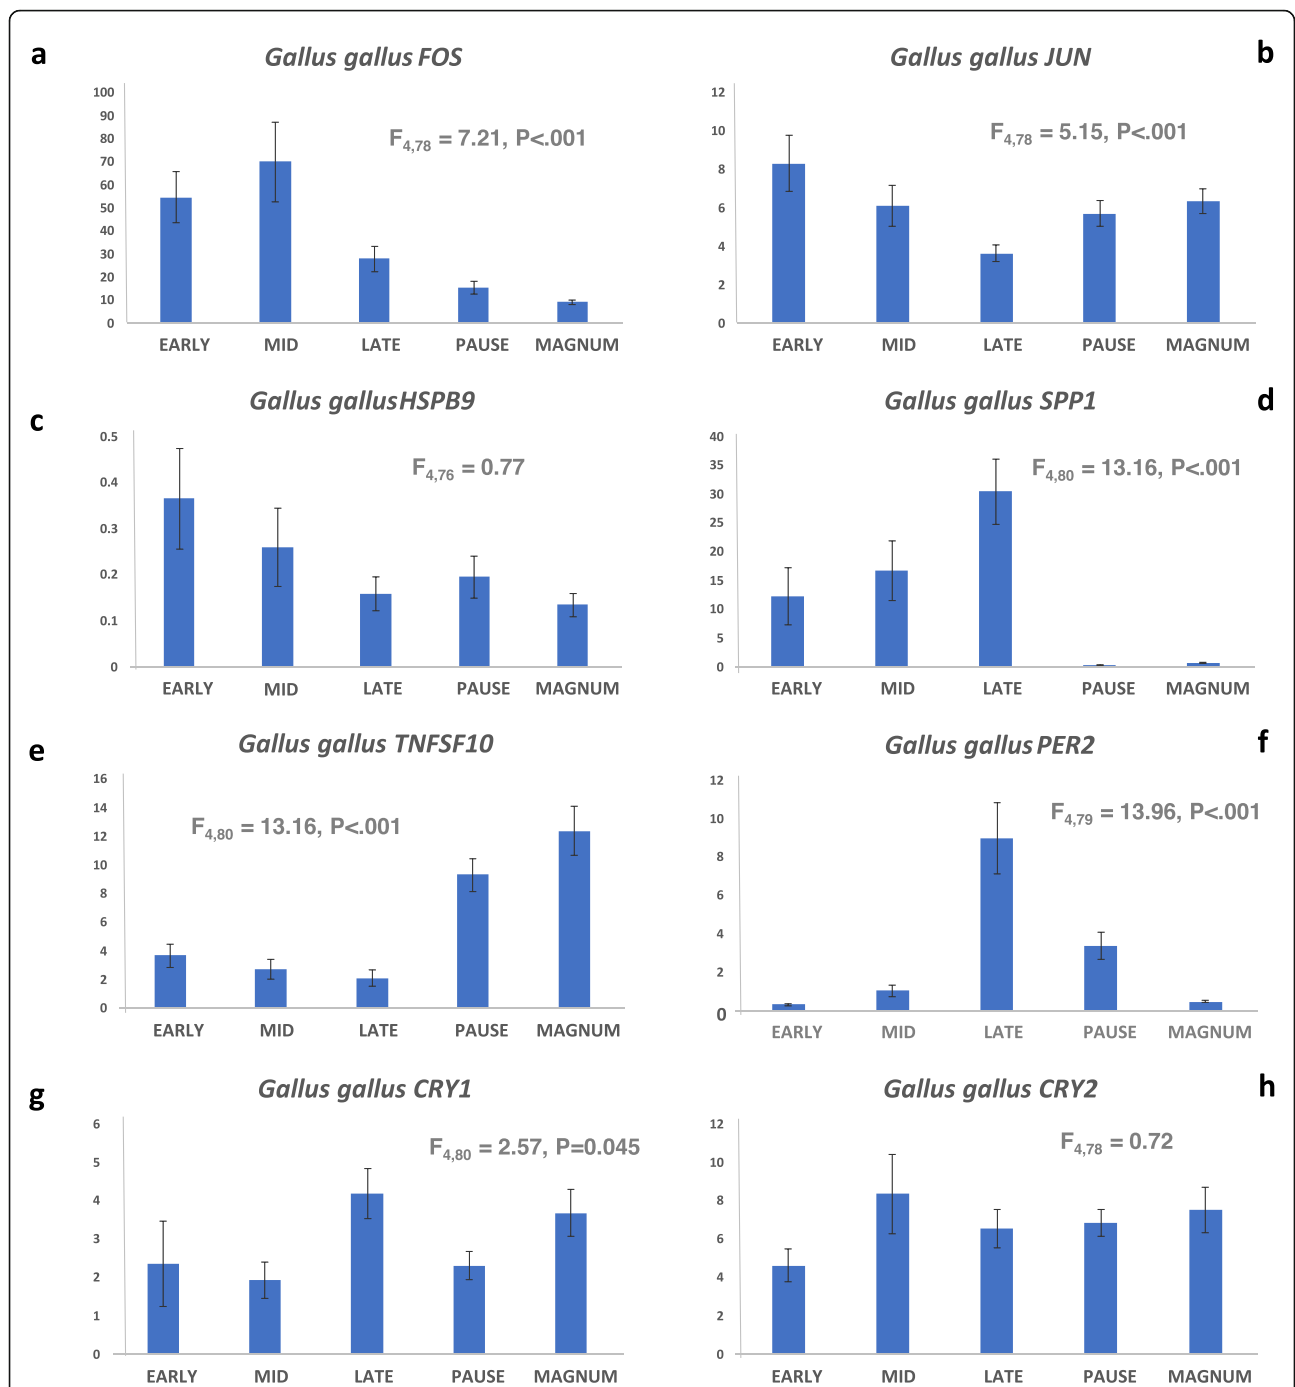 a
Gallus gallus FOS
100
90
80
70
60
50
40
30
20
10
0
F4,78 = 7.21, P<.001
EARLY MID LATE PAUSE MAGNUM
b
Gallus gallus JUN
12
10
8
6
4
2
0
F4,78 = 5.15, P<.001
EARLY MID LATE PAUSE MAGNUM
c
Gallus gallus HSPB9
0.5
0.4
0.3
0.2
0.1
0
F4,76 = 0.77
EARLY MID LATE PAUSE MAGNUM
d
Gallus gallus SPP1
40
35
30
25
20
15
10
5
0
F4,80 = 13.16, P<.001
EARLY MID LATE PAUSE MAGNUM
e
Gallus gallus TNFSF10
16
14
12
10
8
6
4
2
0
F4,80 = 13.16, P<.001
EARLY MID LATE PAUSE MAGNUM
f
Gallus gallus PER2
12
10
8
6
4
2
0
F4,79 = 13.96, P<.001
EARLY MID LATE PAUSE MAGNUM
g
Gallus gallus CRY1
6
5
4
3
2
1
0
F4,80 = 2.57, P=0.045
EARLY MID LATE PAUSE MAGNUM
h
Gallus gallus CRY2
12
10
8
6
4
2
0
F4,78 = 0.72
EARLY MID LATE PAUSE MAGNUM